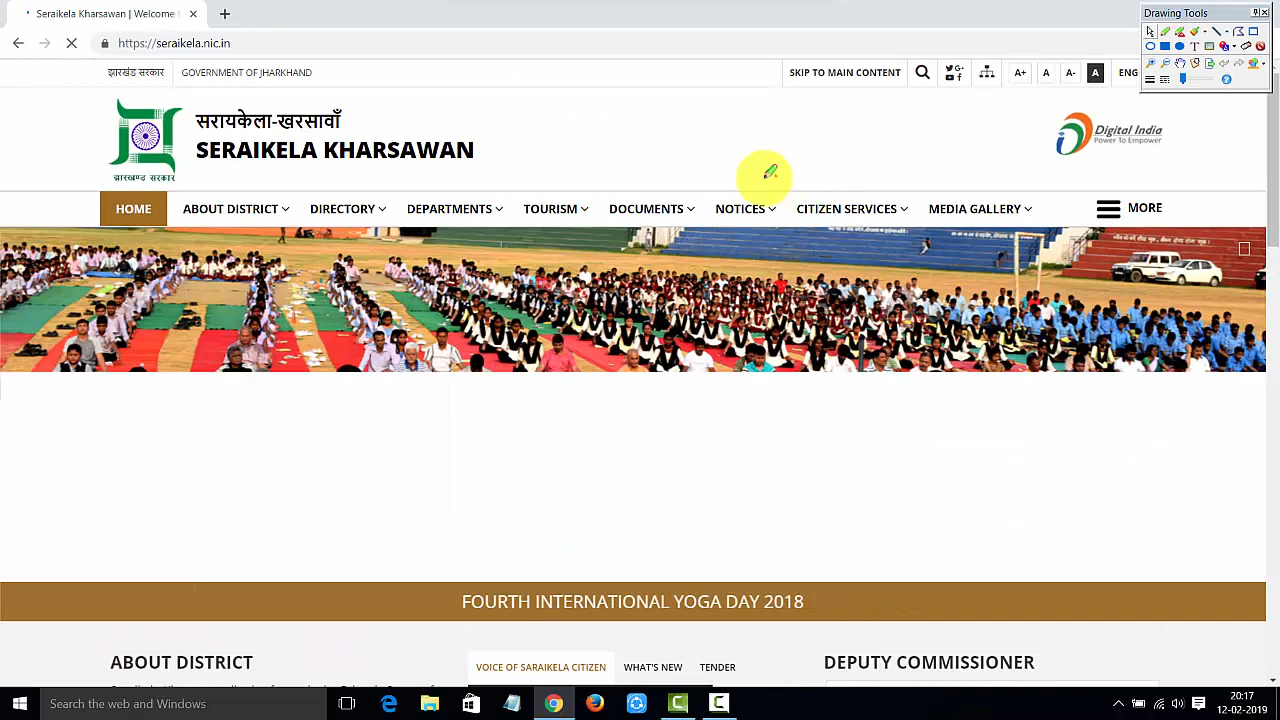 Seraikela Kharsawan | Welcome t
Drawing Tools
https://seraikela.nic.in
झारखंड सरकार
GOVERNMENT OF JHARKHAND
SKIP TO MAIN CONTENT
A+
A
A-
A
ENG
सरायकेला-खरसावाँ
SERAIKELA KHARSAWAN
झारखण्ड सरकार
Digital India
Power To Empower
HOME
ABOUT DISTRICT
DIRECTORY
DEPARTMENTS
TOURISM
DOCUMENTS
NOTICES
CITIZEN SERVICES
MEDIA GALLERY
MORE
FOURTH INTERNATIONAL YOGA DAY 2018
ABOUT DISTRICT
VOICE OF SARAIKELA CITIZEN
WHAT'S NEW
TENDER
DEPUTY COMMISSIONER
Search the web and Windows
20:17
12-02-2019